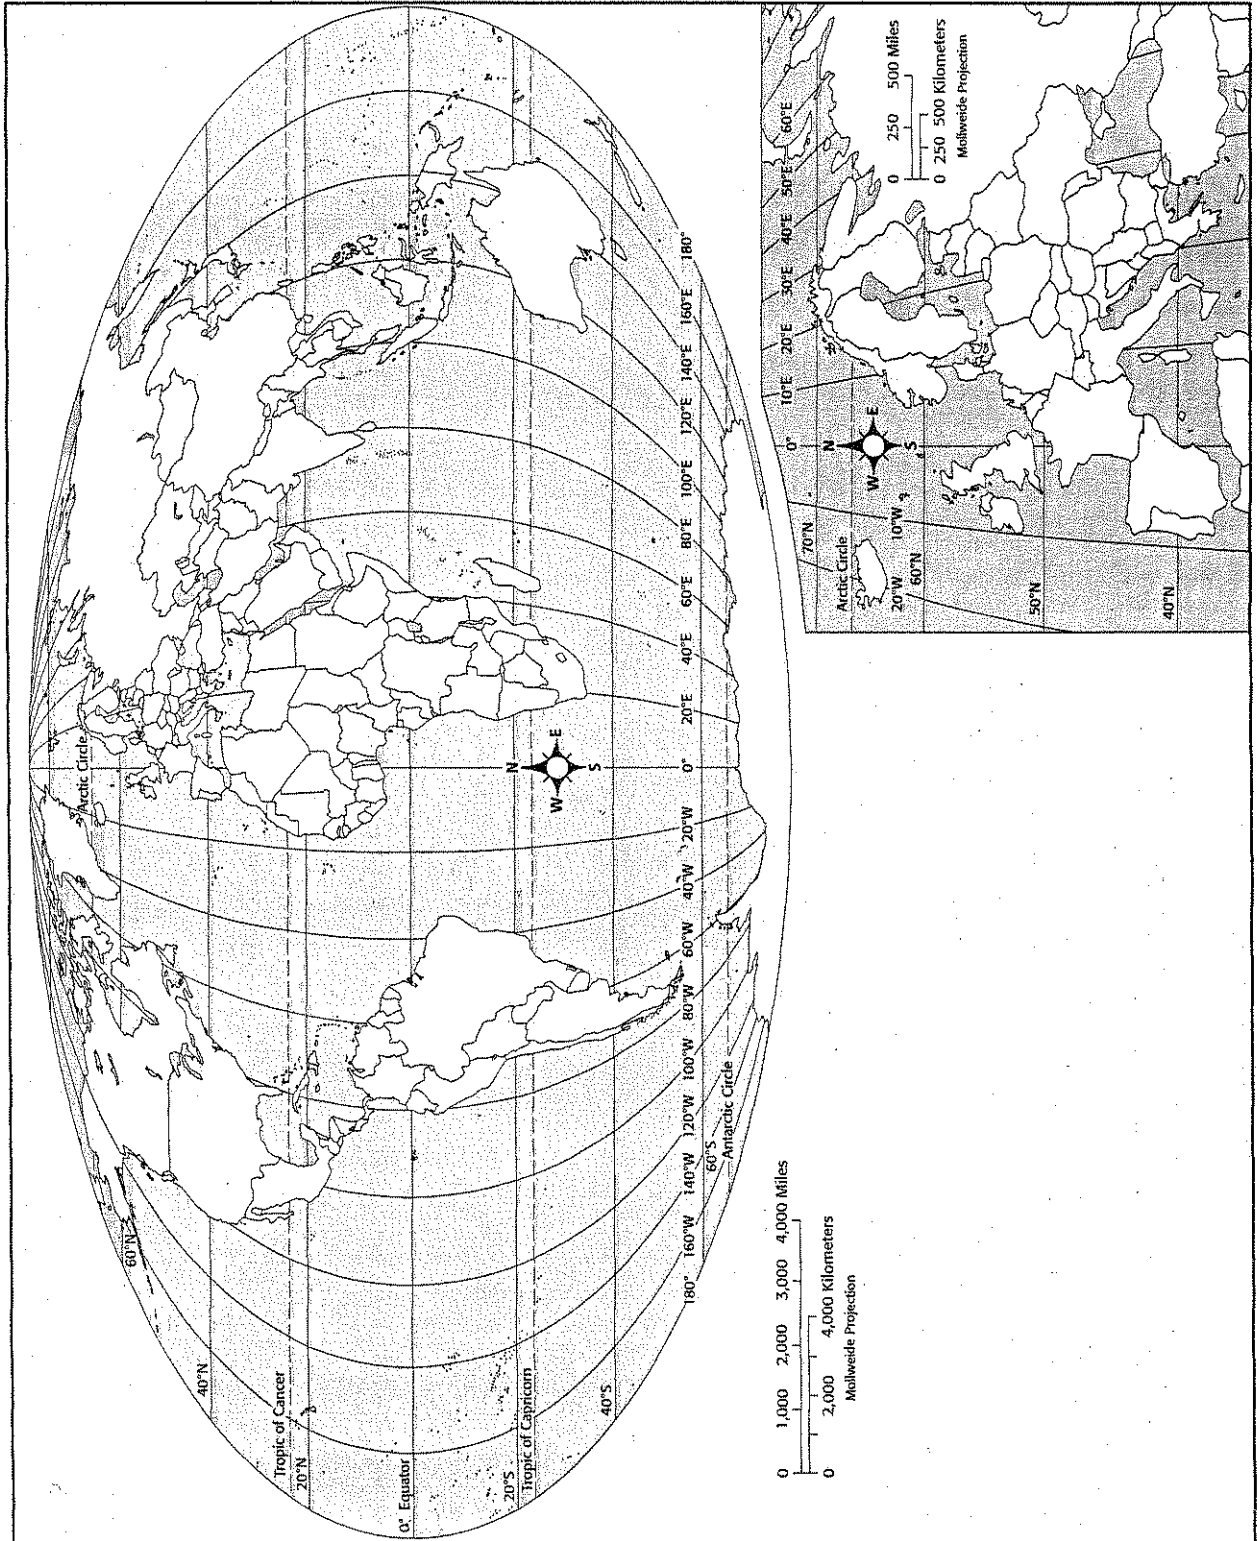 Arctic Circle
60°N
40°N
Tropic of Cancer
20°N
0° Equator
20°S
Tropic of Capricorn
40°S
60°S
Antarctic Circle
180°
160°W
140°W
120°W
100°W
80°W
60°W
40°W
20°W
0°
20°E
40°E
60°E
80°E
100°E
120°E
140°E
160°E
180°
N
W
E
S
0 1,000 2,000 3,000 4,000 Miles
0 2,000 4,000 Kilometers
Mollweide Projection
0° 10°E 20°E 30°E 40°E 50°E 60°E
70°N
Arctic Circle
20°W 10°W
60°N
50°N
40°N
N
W
E
S
0 250 500 Miles
0 250 500 Kilometers
Mollweide Projection